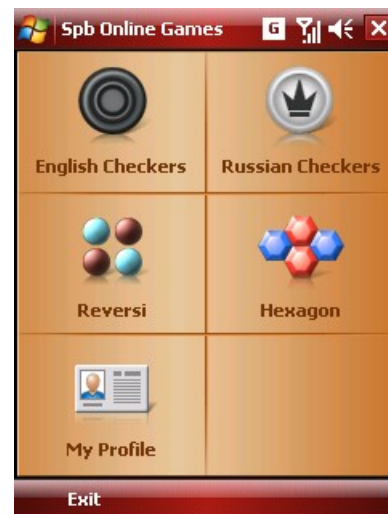 Spb Online Games G
English Checkers
Russian Checkers
Reversi
Hexagon
My Profile
Exit